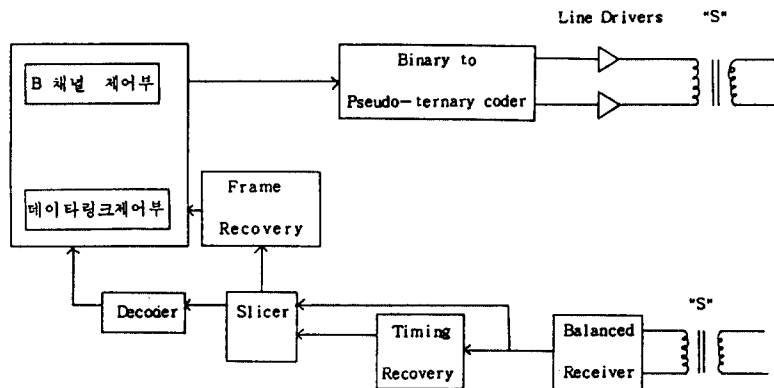 Line Drivers "S"
B 채널 제어부
Binary to
Pseudo-ternary coder
데이타링크제어부
Frame
Recovery
"S"
Decoder
Slicer
Timing
Recovery
Balanced
Receiver